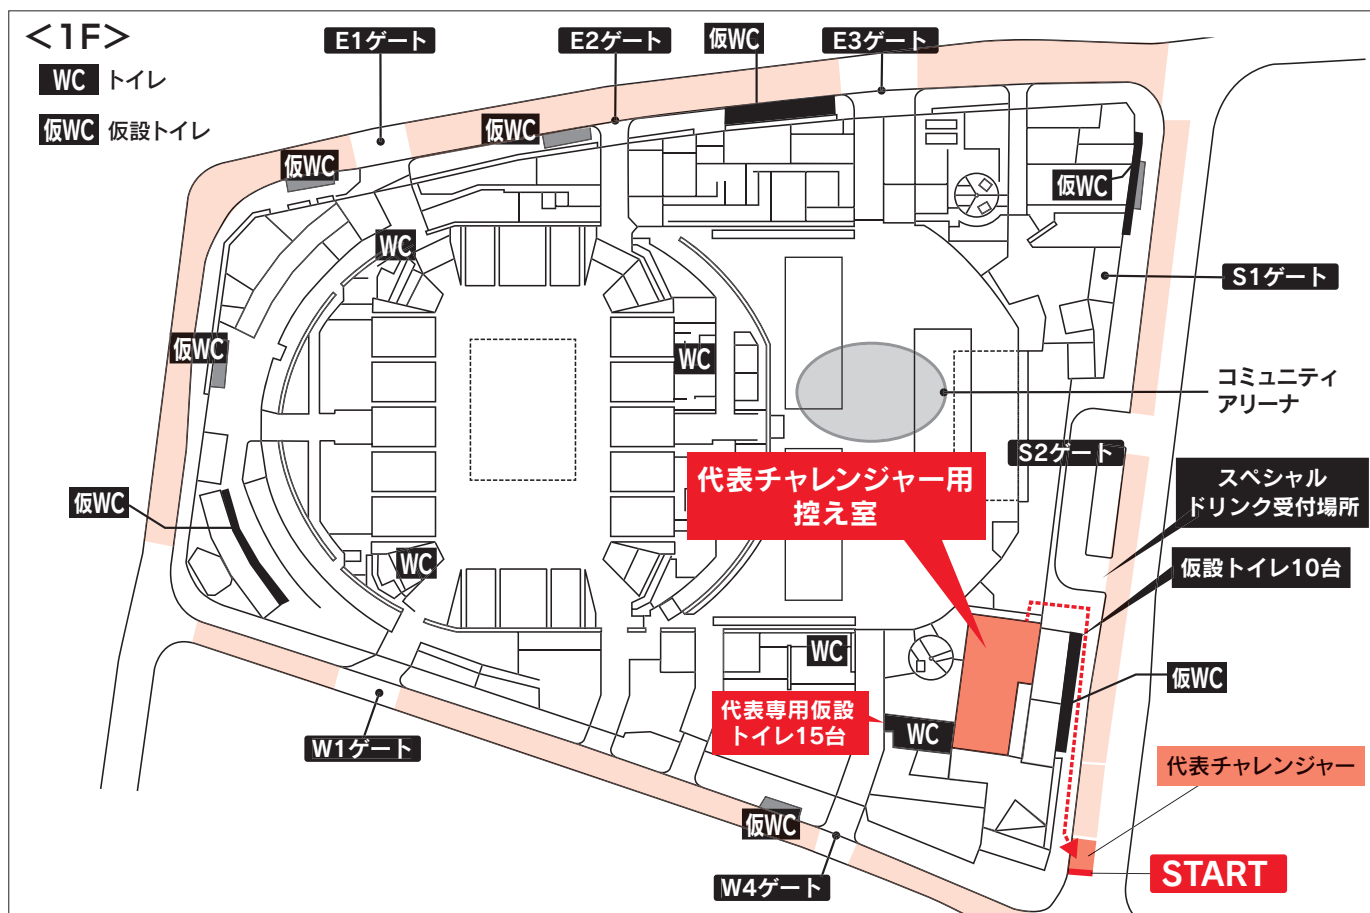 ＜1F＞
WC トイレ
仮WC 仮設トイレ
E1ゲート
E2ゲート
仮WC
E3ゲート
仮WC
仮WC
仮WC
WC
S1ゲート
仮WC
WC
コミュニティ
アリーナ
S2ゲート
代表チャレンジャー用
控え室
スペシャル
ドリンク受付場所
仮WC
仮設トイレ10台
WC
WC
仮WC
代表専用仮設
トイレ15台
WC
W1ゲート
代表チャレンジャー
仮WC
W4ゲート
START